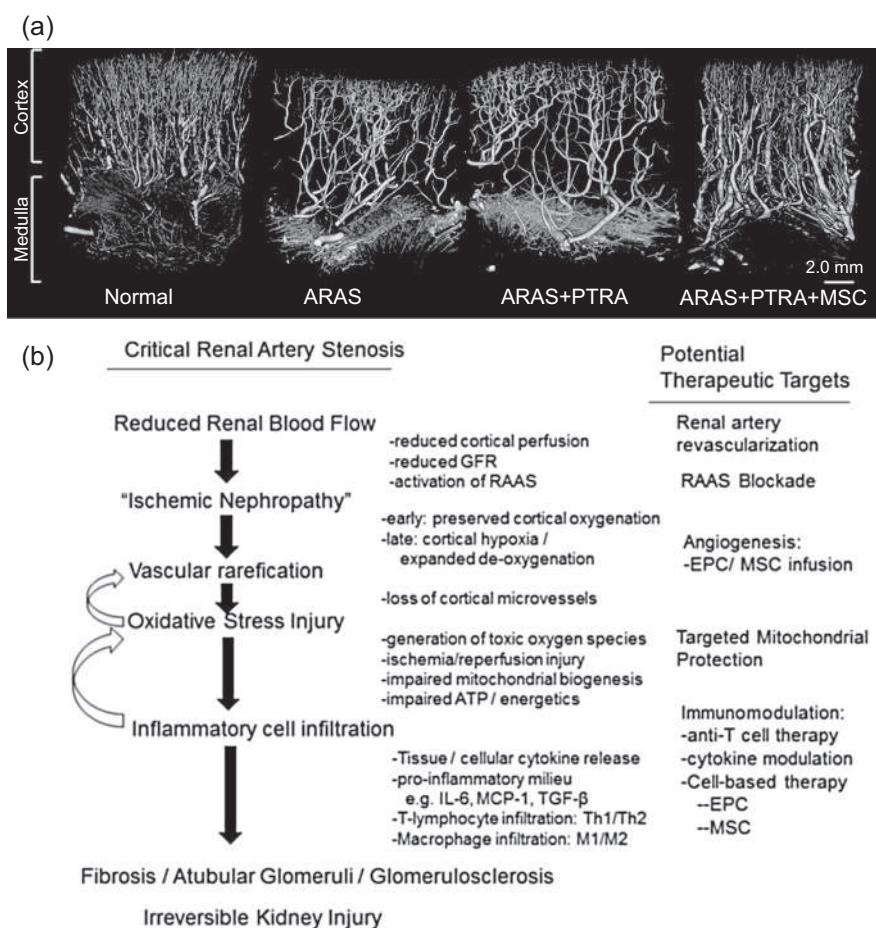 (a)
Cortex
Medulla
2.0 mm
Normal
ARAS
ARAS+PTRA
ARAS+PTRA+MSC
(b)
Critical Renal Artery Stenosis
Reduced Renal Blood Flow
“Ischemic Nephropathy”
Vascular rarefication
Oxidative Stress Injury
Inflammatory cell infiltration
Fibrosis / Atubular Glomeruli / Glomerulosclerosis
Irreversible Kidney Injury
-reduced cortical perfusion
-reduced GFR
-activation of RAAS
-early: preserved cortical oxygenation
-late: cortical hypoxia /
expanded de-oxygenation
-loss of cortical microvessels
-generation of toxic oxygen species
-ischemia/reperfusion injury
-impaired mitochondrial biogenesis
-impaired ATP / energetics
-Tissue / cellular cytokine release
-pro-inflammatory milieu
e.g. IL-6, MCP-1, TGF-β
-T-lymphocyte infiltration: Th1/Th2
-Macrophage infiltration: M1/M2
Potential
Therapeutic Targets
Renal artery
revascularization
RAAS Blockade
Angiogenesis:
-EPC/ MSC infusion
Targeted Mitochondrial
Protection
Immunomodulation:
-anti-T cell therapy
-cytokine modulation
-Cell-based therapy
--EPC
--MSC